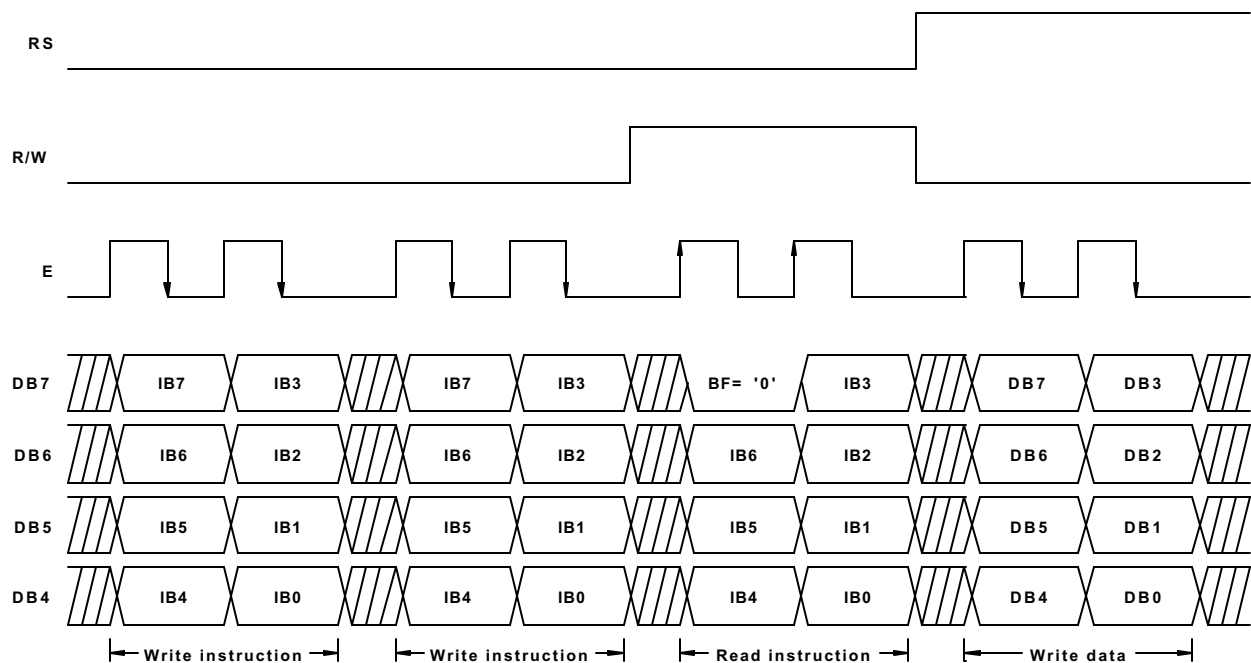 RS
R/W
E
DB7 IB7 IB3 IB7 IB3 BF= '0' IB3 DB7 DB3
DB6 IB6 IB2 IB6 IB2 IB6 IB2 DB6 DB2
DB5 IB5 IB1 IB5 IB1 IB5 IB1 DB5 DB1
DB4 IB4 IB0 IB4 IB0 IB4 IB0 DB4 DB0
Write instruction Write instruction Read instruction Write data